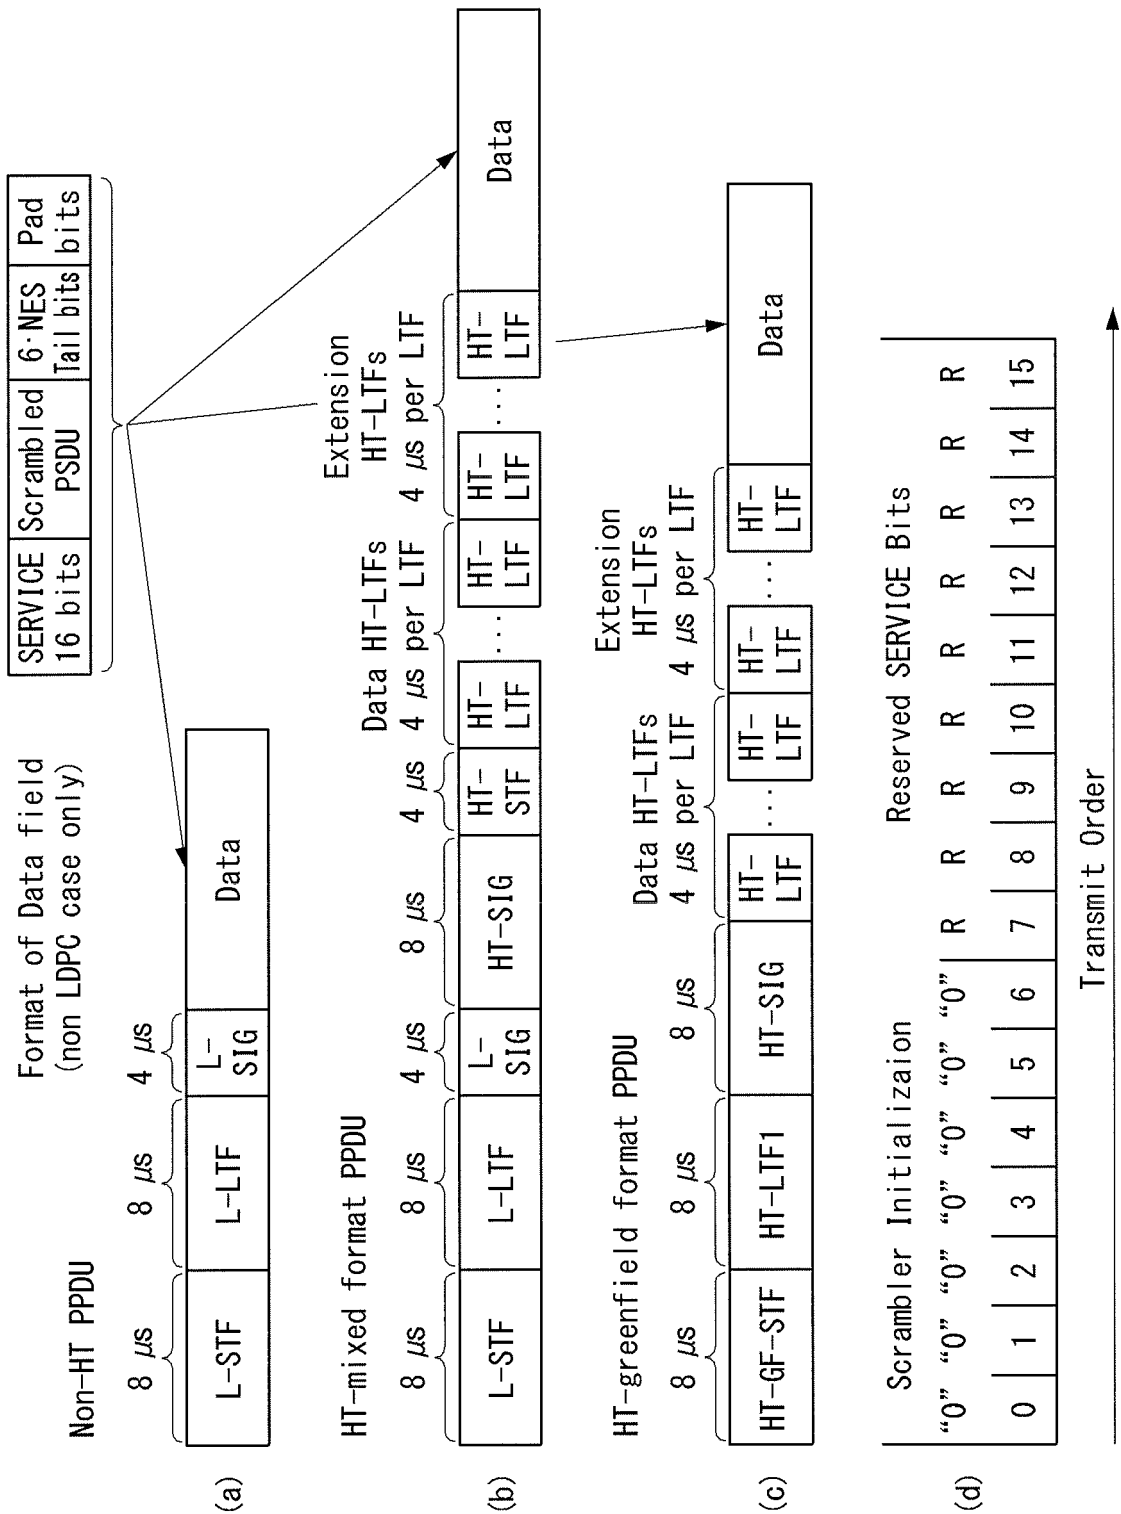 Format of Data field
(non LDPC case only)
SERVICE
16 bits
Scrambled
PSDU
6·NES
Tail bits
Pad
bits
Non-HT PPDU
8 μs
8 μs
4 μs
(a)
L-STF
L-LTF
L-
SIG
Data
HT-mixed format PPDU
Extension
HT-LTFs
Data HT-LTFs
8 μs
8 μs
4 μs
8 μs
4 μs
4 μs per LTF
4 μs per LTF
(b)
L-STF
L-LTF
L-
SIG
HT-SIG
HT-
STF
HT-
LTF
...
HT-
LTF
HT-
LTF
...
HT-
LTF
Data
HT-greenfield format PPDU
Extension
HT-LTFs
Data HT-LTFs
8 μs
8 μs
8 μs
4 μs per LTF
4 μs per LTF
(c)
HT-GF-STF
HT-LTF1
HT-SIG
HT-
LTF
...
HT-
LTF
HT-
LTF
...
HT-
LTF
Data
Scrambler Initializaion
Reserved SERVICE Bits
(d)
“0” “0” “0” “0” “0” “0” “0” R R R R R R R R R
0 1 2 3 4 5 6 7 8 9 10 11 12 13 14 15
Transmit Order